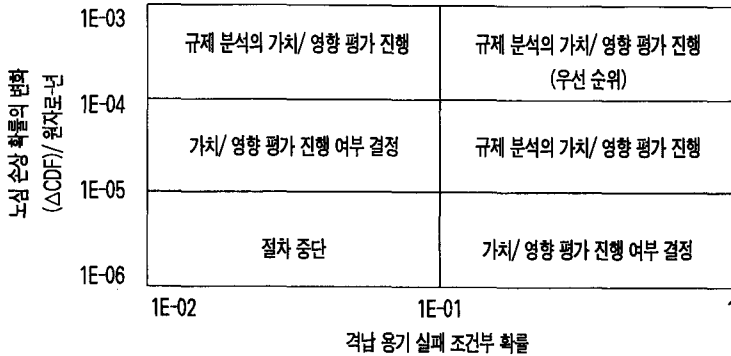 1E-03
규제 분석의 가치/ 영향 평가 진행
규제 분석의 가치/ 영향 평가 진행
(우선 순위)
1E-04
가치/ 영향 평가 진행 여부 결정
규제 분석의 가치/ 영향 평가 진행
1E-05
절차 중단
가치/ 영향 평가 진행 여부 결정
1E-06
노심 손상 확률의 변화
(△CDF)/ 원자로-년
1E-02
1E-01
격납 용기 실패 조건부 확률